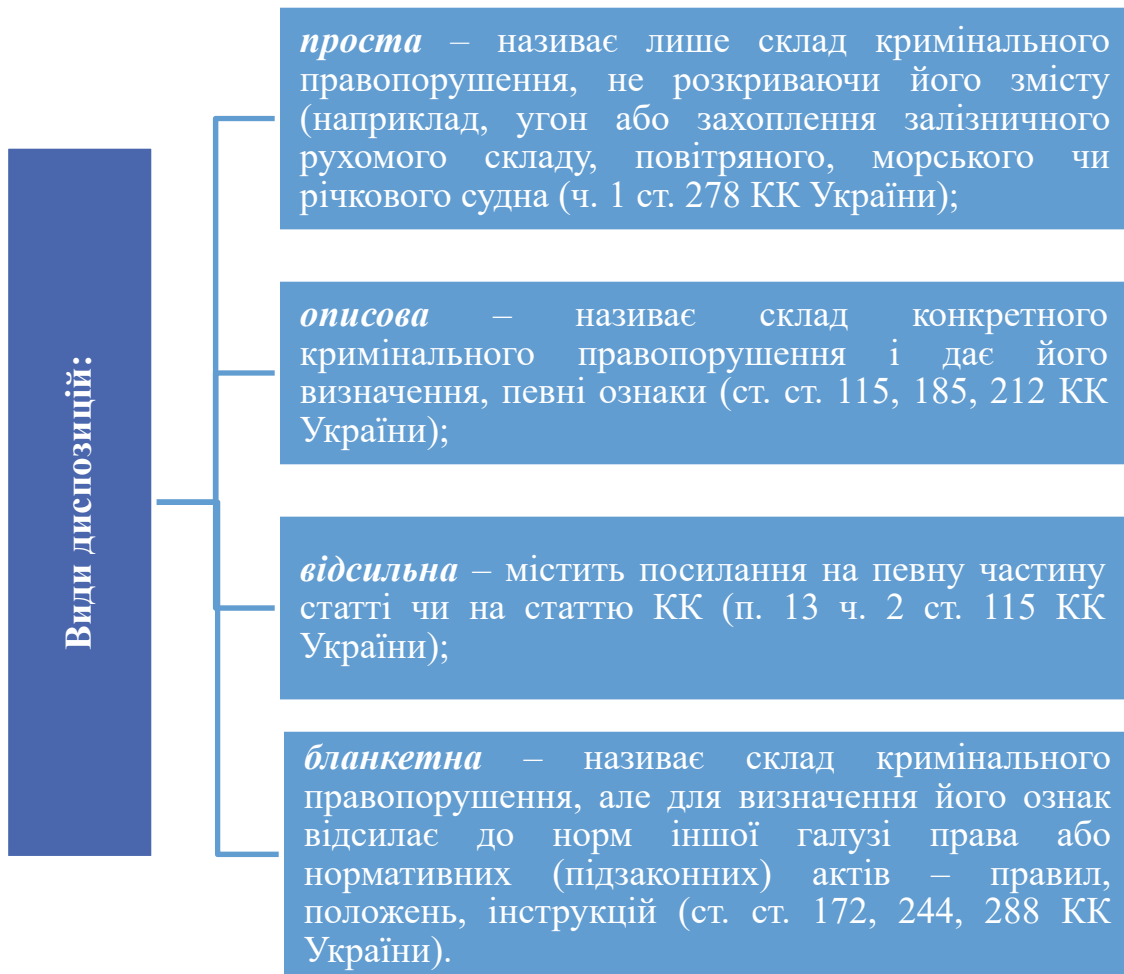 Види диспозицій:
проста – називає лише склад кримінального
правопорушення, не розкриваючи його змісту
(наприклад, угон або захоплення залізничного
рухомого складу, повітряного, морського чи
річкового судна (ч. 1 ст. 278 КК України);
описова – називає склад конкретного
кримінального правопорушення і дає його
визначення, певні ознаки (ст. ст. 115, 185, 212 КК
України);
відсильна – містить посилання на певну частину
статті чи на статтю КК (п. 13 ч. 2 ст. 115 КК
України);
бланкетна – називає склад кримінального
правопорушення, але для визначення його ознак
відсилає до норм іншої галузі права або
нормативних (підзаконних) актів – правил,
положень, інструкцій (ст. ст. 172, 244, 288 КК
України).